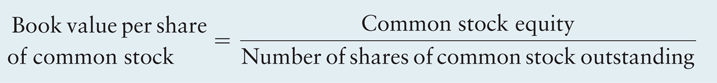 Book value per share
of common stock
=
Common stock equity
Number of shares of common stock outstanding